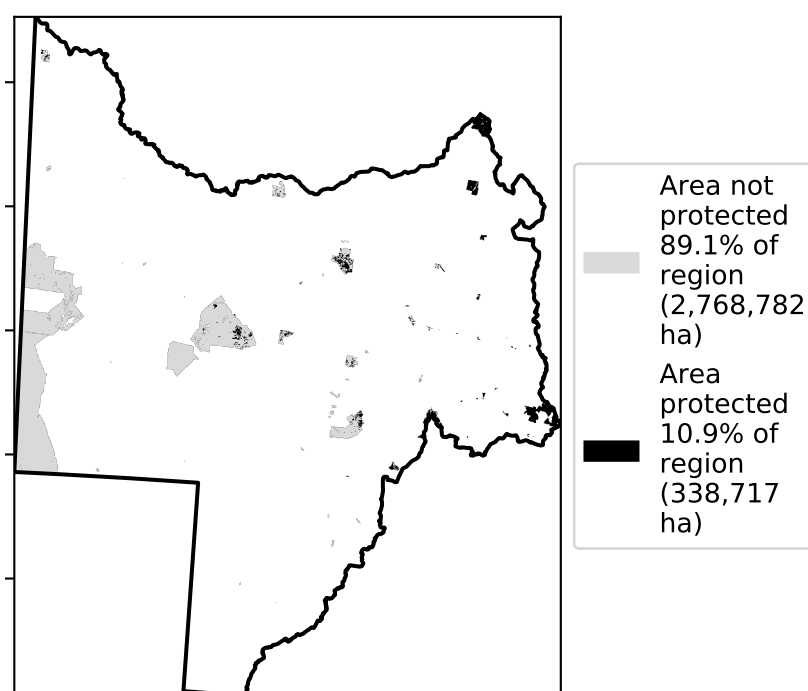 Area not
protected
89.1% of
region
(2,768,782
ha)
Area
protected
10.9% of
region
(338,717
ha)